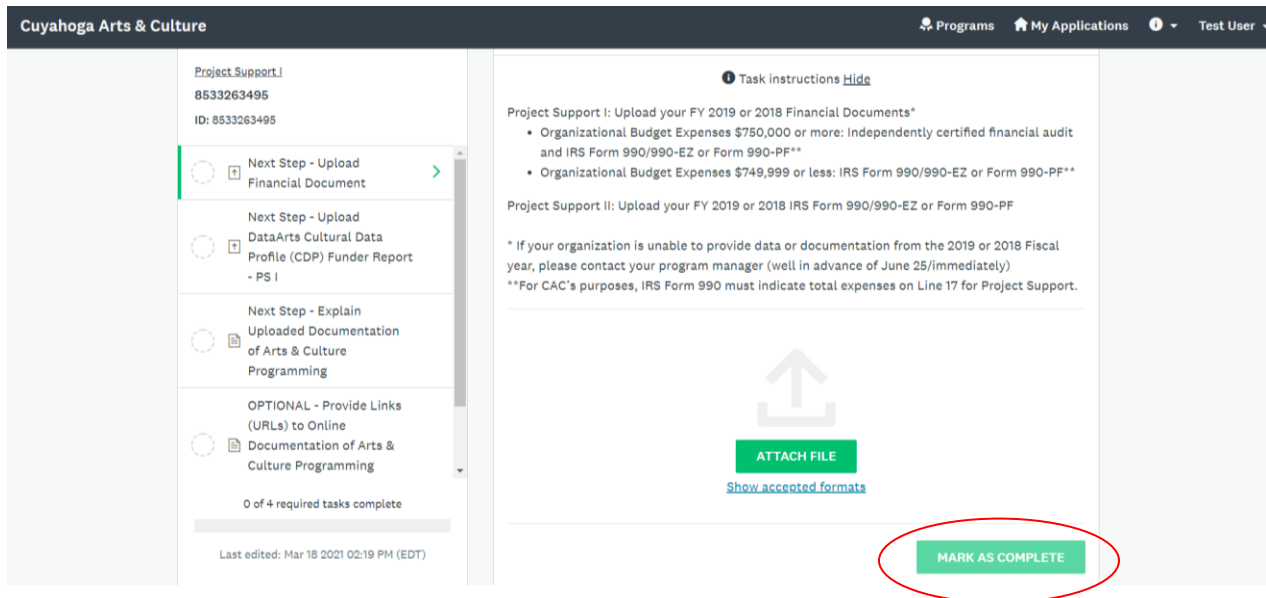 Cuyahoga Arts & Culture
Programs My Applications Test User
Project Support I
8533263495
ID: 8533263495
Next Step - Upload
Financial Document
Next Step - Upload
DataArts Cultural Data
Profile (CDP) Funder Report
- PS I
Next Step - Explain
Uploaded Documentation
of Arts & Culture
Programming
OPTIONAL - Provide Links
(URLs) to Online
Documentation of Arts &
Culture Programming
0 of 4 required tasks complete
Last edited: Mar 18 2021 02:19 PM (EDT)
Task instructions Hide
Project Support I: Upload your FY 2019 or 2018 Financial Documents*
• Organizational Budget Expenses $750,000 or more: Independently certified financial audit
and IRS Form 990/990-EZ or Form 990-PF**
• Organizational Budget Expenses $749,999 or less: IRS Form 990/990-EZ or Form 990-PF**
Project Support II: Upload your FY 2019 or 2018 IRS Form 990/990-EZ or Form 990-PF
* If your organization is unable to provide data or documentation from the 2019 or 2018 Fiscal
year, please contact your program manager (well in advance of June 25/immediately)
**For CAC's purposes, IRS Form 990 must indicate total expenses on Line 17 for Project Support.
ATTACH FILE
Show accepted formats
MARK AS COMPLETE